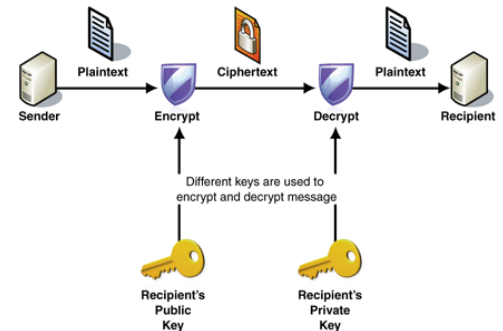 Plaintext
Ciphertext
Plaintext
Sender
Encrypt
Decrypt
Recipient
Different keys are used to
encrypt and decrypt message
Recipient's
Public
Key
Recipient's
Private
Key